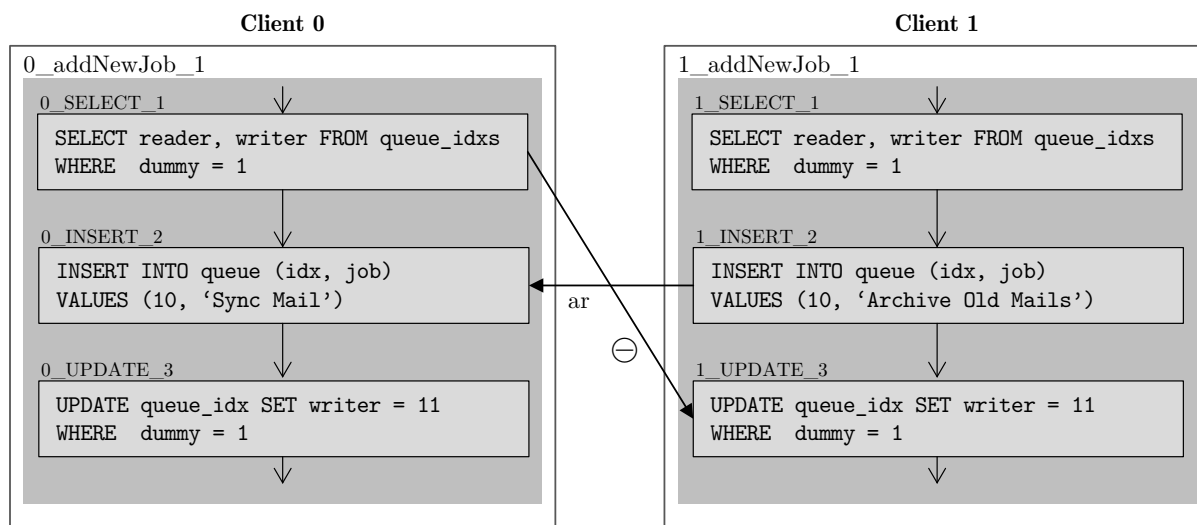 Client 0
0_addNewJob_1
0_SELECT_1
SELECT reader, writer FROM queue_idxs
WHERE  dummy = 1
0_INSERT_2
INSERT INTO queue (idx, job)
VALUES (10, ‘Sync Mail’)
0_UPDATE_3
UPDATE queue_idx SET writer = 11
WHERE  dummy = 1
ar
⊖
Client 1
1_addNewJob_1
1_SELECT_1
SELECT reader, writer FROM queue_idxs
WHERE  dummy = 1
1_INSERT_2
INSERT INTO queue (idx, job)
VALUES (10, ‘Archive Old Mails’)
1_UPDATE_3
UPDATE queue_idx SET writer = 11
WHERE  dummy = 1